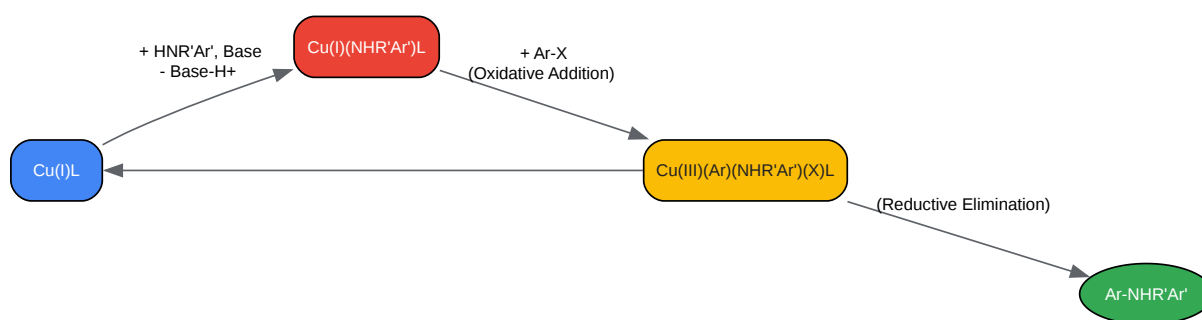 + HNR'Ar', Base
- Base-H+
Cu(I)(NHR'Ar')L
+ Ar-X
(Oxidative Addition)
Cu(I)L
Cu(III)(Ar)(NHR'Ar')(X)L
(Reductive Elimination)
Ar-NHR'Ar'